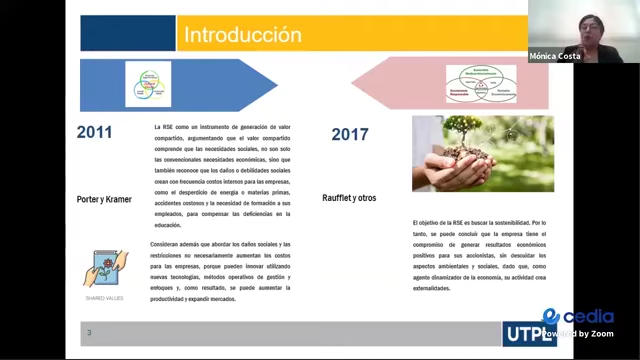 Introducción
Mónica Costa
2011
Porter y Kramer
La RSE como un instrumento de generación de valor
compartido, argumentando que el valor compartido
comprende que las necesidades sociales, no son solo
las convencionales necesidades económicas, sino que
también reconoce que los daños o debilidades sociales
crean con frecuencia costos internos para las empresas,
como el desperdicio de energía o materias primas,
accidentes costosos y la necesidad de formación a sus
empleados, para compensar las deficiencias en la
educación.
Consideran además que abordar los daños sociales y las
restricciones no necesariamente aumentan los costos
para las empresas, porque pueden innovar utilizando
nuevas tecnologías, métodos operativos de gestión y
enfoques y, como resultado, se puede aumentar la
productividad y expandir mercados.
SHARED VALUES
2017
Raufflet y otros
El objetivo de la RSE es buscar la sostenibilidad. Por lo
tanto, se puede concluir que la empresa tiene el
compromiso de generar resultados económicos
positivos para sus accionistas, sin descuidar los
aspectos ambientales y sociales, dado que, como
agente dinamizador de la economía, su actividad crea
externalidades.
3
UTPL
cedia
Powered by Zoom